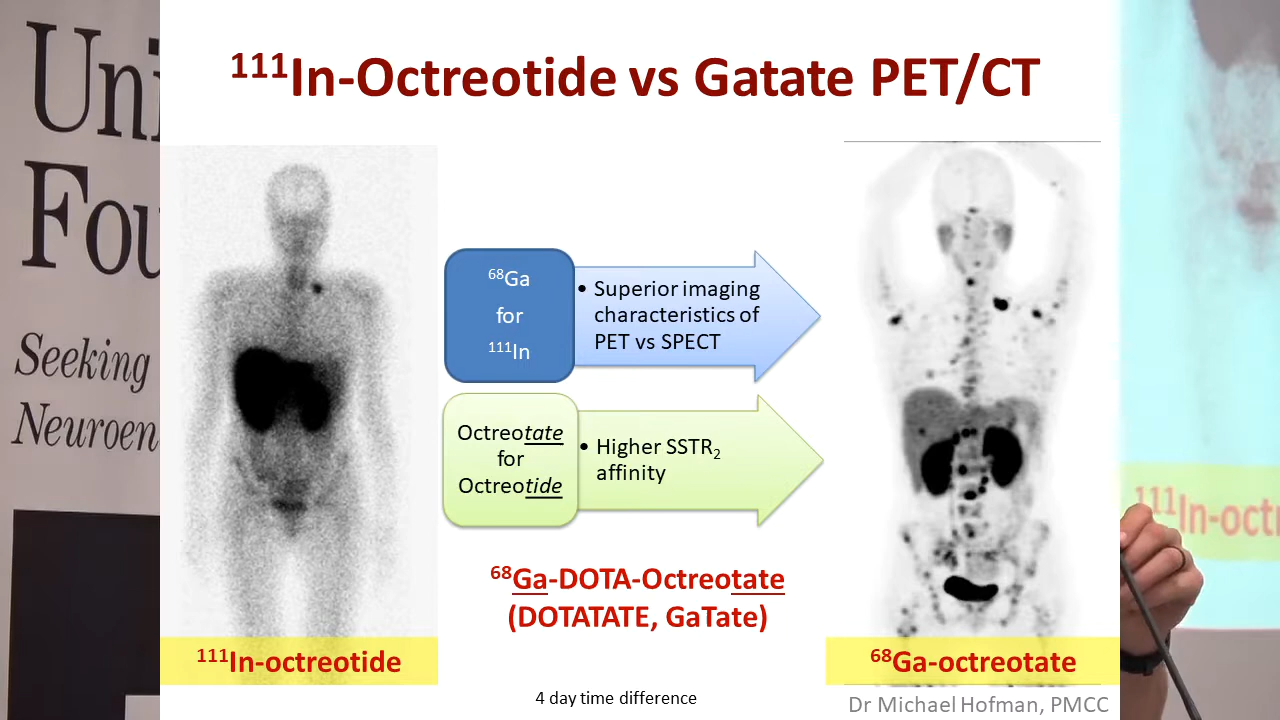 Uni
Fou
Seeking
Neuroen
¹¹¹In-Octreotide vs Gatate PET/CT
⁶⁸Ga
for
¹¹¹In
• Superior imaging
characteristics of
PET vs SPECT
Octreotate
for
Octreotide
• Higher SSTR₂
affinity
⁶⁸Ga-DOTA-Octreotate
(DOTATATE, GaTate)
¹¹¹In-octreotide
⁶⁸Ga-octreotate
4 day time difference
Dr Michael Hofman, PMCC
¹¹¹In-octr